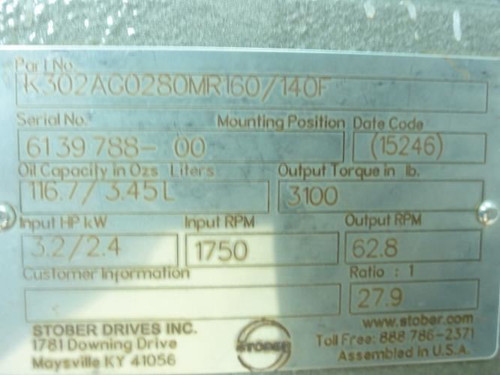 Part No.
K302AG0280MR160/140F
Serial No. Mounting Position Date Code
6139788-00 (15246)
Oil Capacity in Ozs Liters Output Torque in lb.
116.7/3.45L 3100
Input HP kW Input RPM Output RPM
3.2/2.4 1750 62.8
Customer Information Ratio : 1
27.9
STOBER DRIVES INC. www.stober.com
1781 Downing Drive STOBER Toll Free: 888 786-2371
Maysville KY 41056 Assembled in U.S.A.